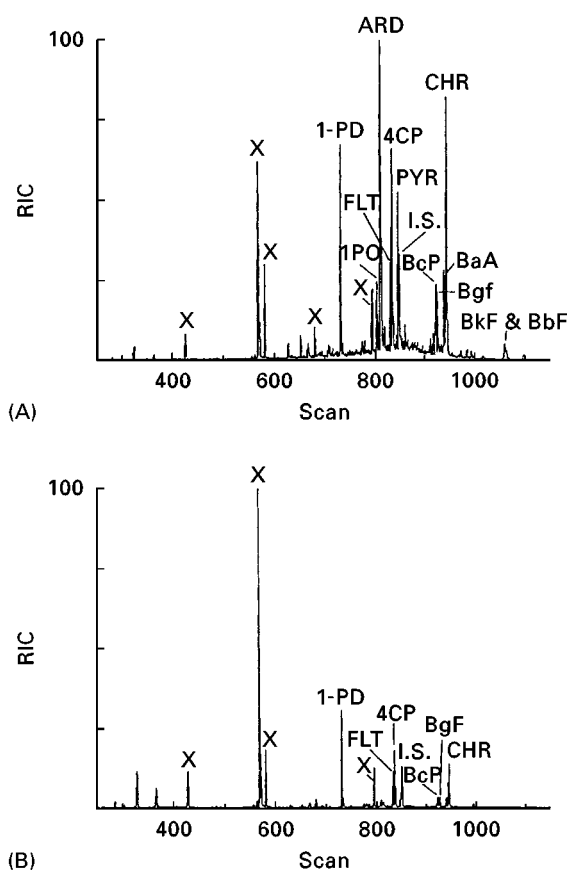 100
ARD
CHR
1-PD
4CP
X
PYR
FLT
I.S.
RIC
X
1PO
BcP
BaA
X
Bgf
X
X
BkF & BbF
400 600 800 1000
(A)
Scan
X
100
RIC
1-PD
4CP
BgF
FLT
I.S.
X
X
X
BcP
CHR
400 600 800 1000
(B)
Scan